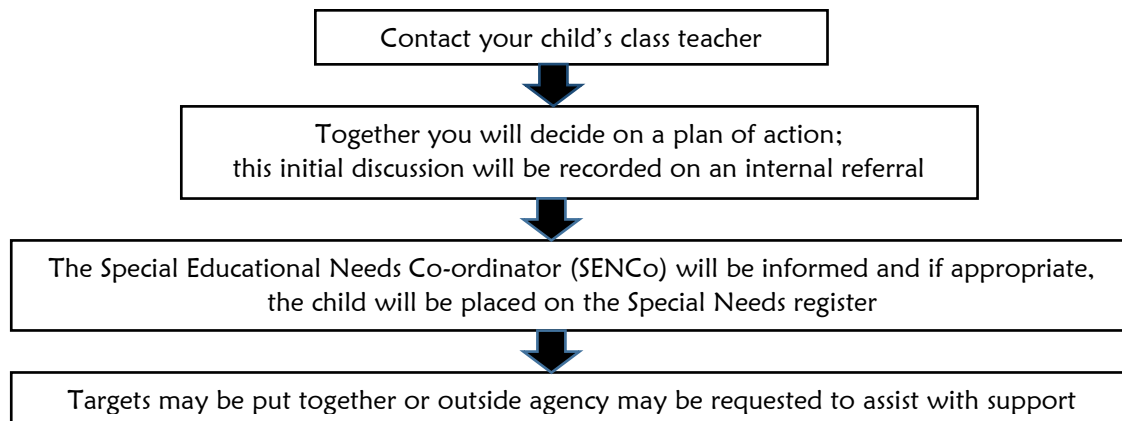 Contact your child’s class teacher
Together you will decide on a plan of action;
this initial discussion will be recorded on an internal referral
The Special Educational Needs Co-ordinator (SENCo) will be informed and if appropriate,
the child will be placed on the Special Needs register
Targets may be put together or outside agency may be requested to assist with support